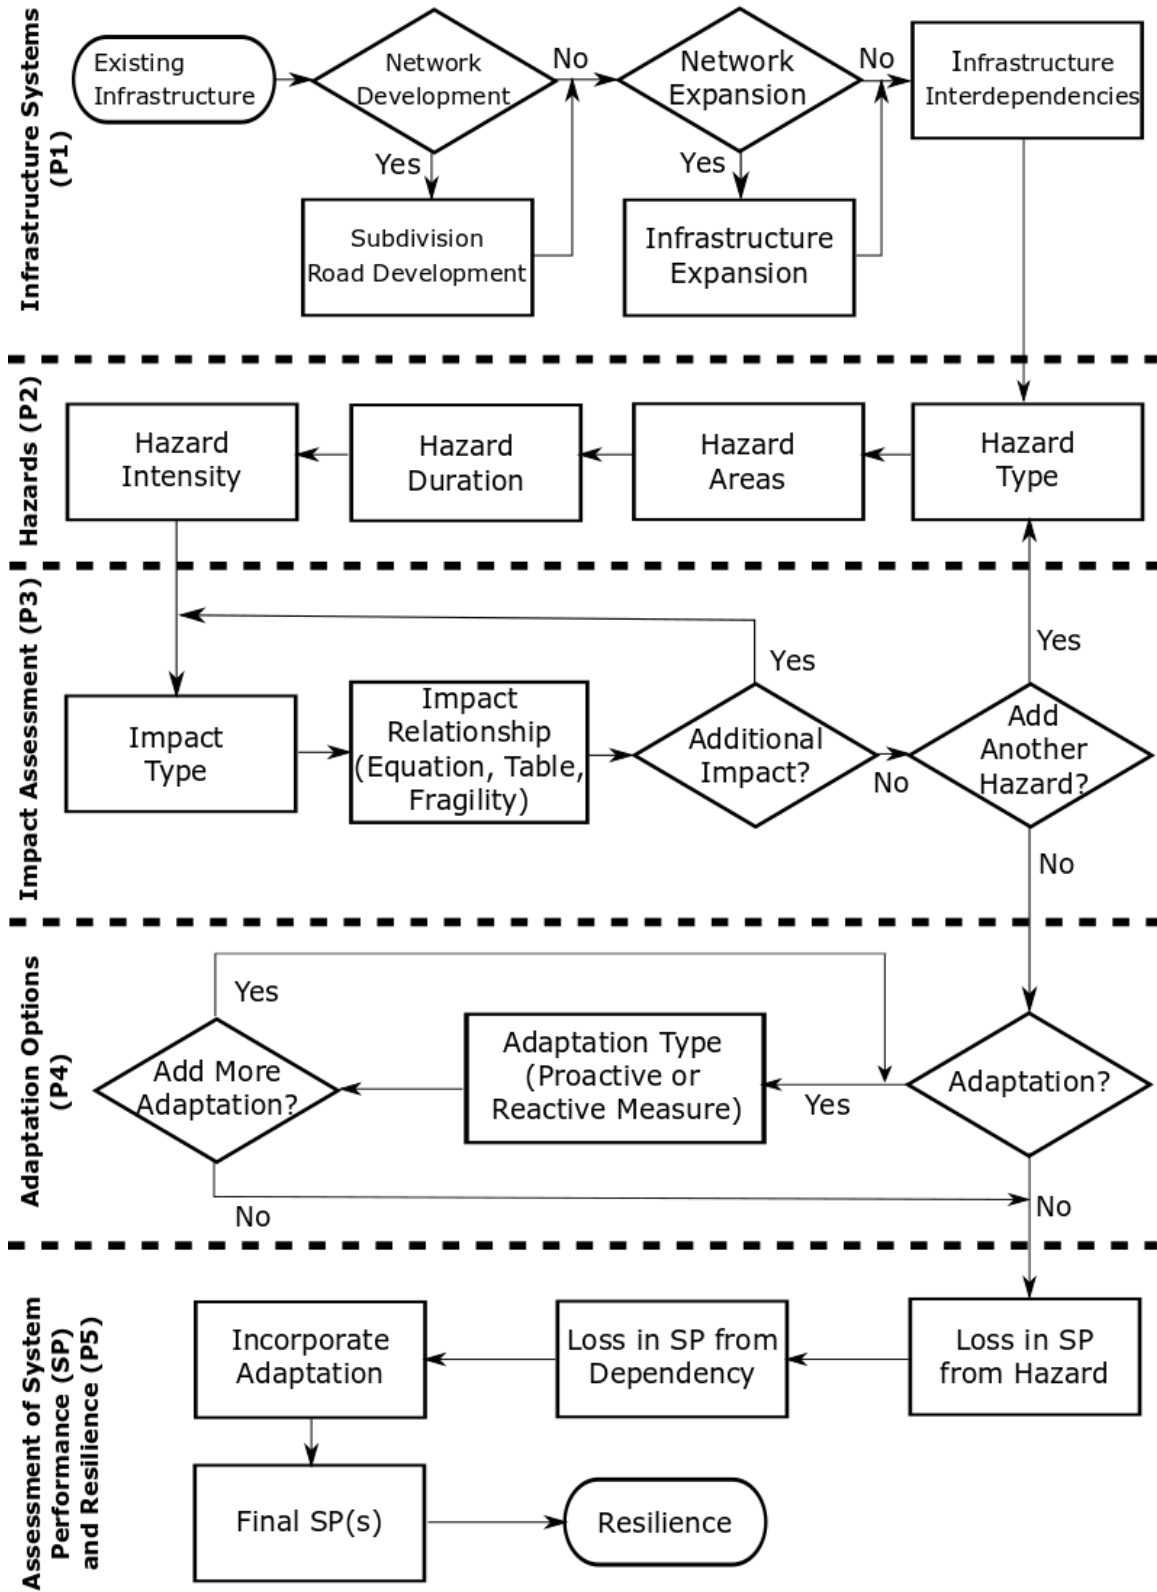 Infrastructure Systems
(P1)
Existing
Infrastructure
Network
Development
No
Yes
Subdivision
Road Development
Network
Expansion
No
Yes
Infrastructure
Expansion
Infrastructure
Interdependencies
Hazards (P2)
Hazard
Type
Hazard
Areas
Hazard
Duration
Hazard
Intensity
Impact Assessment (P3)
Impact
Type
Impact
Relationship
(Equation, Table,
Fragility)
Additional
Impact?
Yes
No
Add
Another
Hazard?
Yes
No
Adaptation Options
(P4)
Adaptation?
Yes
No
Adaptation Type
(Proactive or
Reactive Measure)
Add More
Adaptation?
Yes
No
Assessment of System
Performance (SP)
and Resilience (P5)
Loss in SP
from Hazard
Loss in SP from
Dependency
Incorporate
Adaptation
Final SP(s)
Resilience